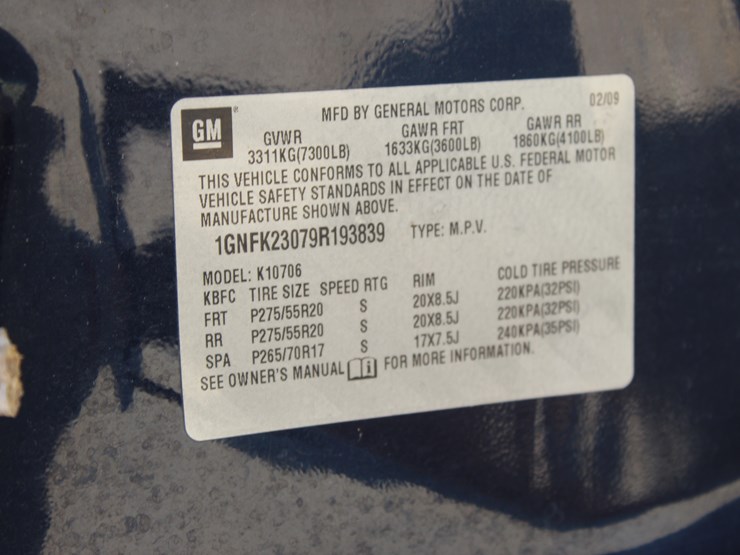 GM
MFD BY GENERAL MOTORS CORP. 02/09
GVWR GAWR FRT GAWR RR
3311KG(7300LB) 1633KG(3600LB) 1860KG(4100LB)
THIS VEHICLE CONFORMS TO ALL APPLICABLE U.S. FEDERAL MOTOR
VEHICLE SAFETY STANDARDS IN EFFECT ON THE DATE OF
MANUFACTURE SHOWN ABOVE.
1GNFK23079R193839 TYPE: M.P.V.
MODEL: K10706
KBFC TIRE SIZE SPEED RTG RIM COLD TIRE PRESSURE
FRT P275/55R20 S 20X8.5J 220KPA(32PSI)
RR P275/55R20 S 20X8.5J 220KPA(32PSI)
SPA P265/70R17 S 17X7.5J 240KPA(35PSI)
SEE OWNER'S MANUAL i FOR MORE INFORMATION.